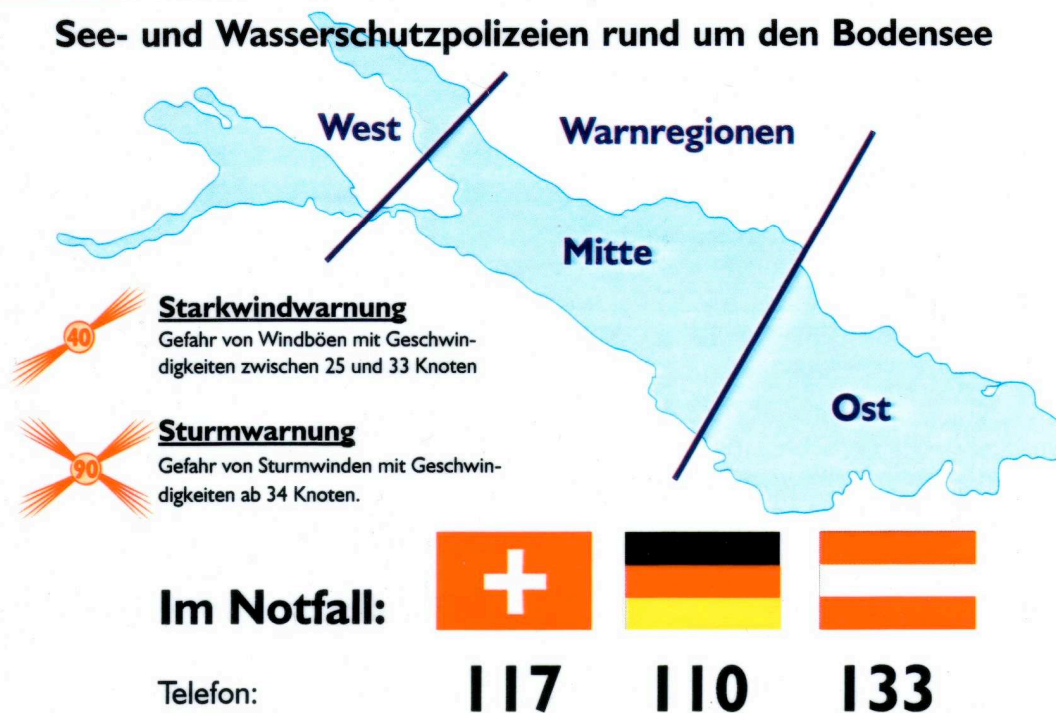 See- und Wasserschutzpolizeien rund um den Bodensee
West
Warnregionen
Mitte
Ost
40
Starkwindwarnung
Gefahr von Windböen mit Geschwin-
digkeiten zwischen 25 und 33 Knoten
90
Sturmwarnung
Gefahr von Sturmwinden mit Geschwin-
digkeiten ab 34 Knoten.
Im Notfall:
Telefon: 117 110 133